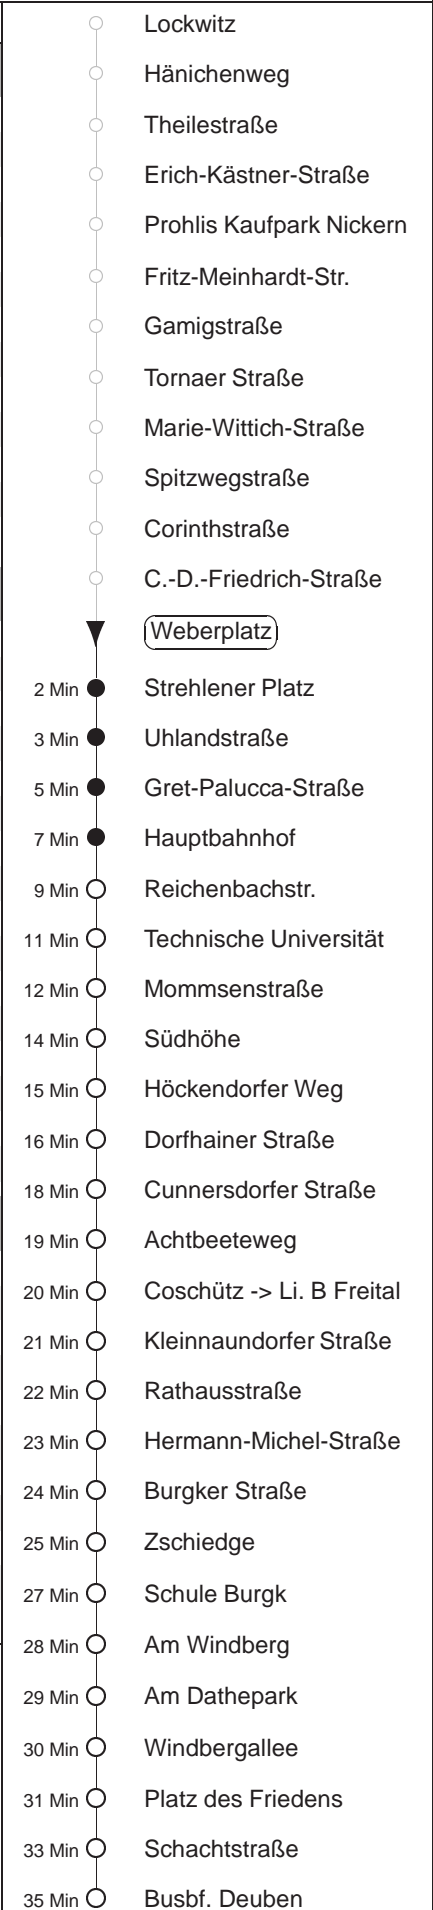 Lockwitz
Hänichenweg
Theilestraße
Erich-Kästner-Straße
Prohlis Kaufpark Nickern
Fritz-Meinhardt-Str.
Gamigstraße
Tornaer Straße
Marie-Wittich-Straße
Spitzwegstraße
Corinthstraße
C.-D.-Friedrich-Straße
Weberplatz
2 Min Strehlener Platz
3 Min Uhlandstraße
5 Min Gret-Palucca-Straße
7 Min Hauptbahnhof
9 Min Reichenbachstr.
11 Min Technische Universität
12 Min Mommsenstraße
14 Min Südhöhe
15 Min Höckendorfer Weg
16 Min Dorfhainer Straße
18 Min Cunnersdorfer Straße
19 Min Achtbeeteweg
20 Min Coschütz -> Li. B Freital
21 Min Kleinnaundorfer Straße
22 Min Rathausstraße
23 Min Hermann-Michel-Straße
24 Min Burgker Straße
25 Min Zschiedge
27 Min Schule Burgk
28 Min Am Windberg
29 Min Am Dathepark
30 Min Windbergallee
31 Min Platz des Friedens
33 Min Schachtstraße
35 Min Busbf. Deuben